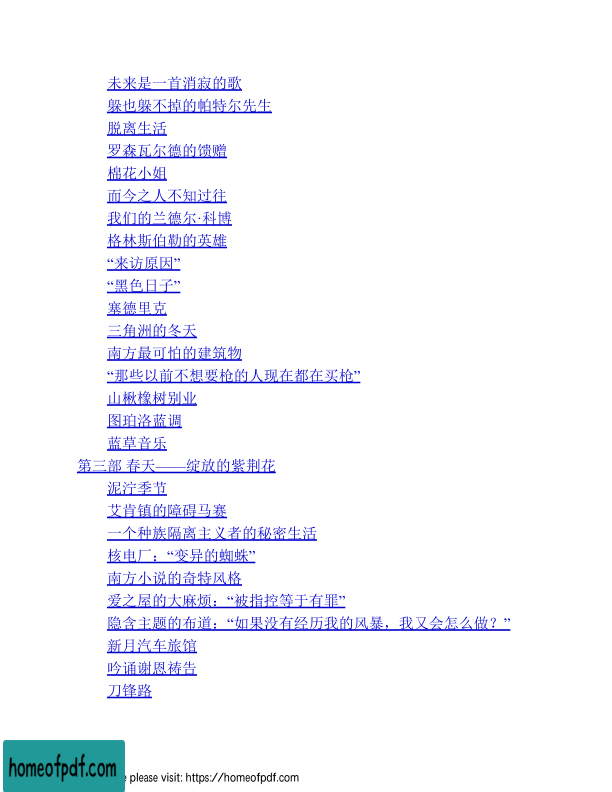 未来是一首消寂的歌
躲也躲不掉的帕特尔先生
脱离生活
罗森瓦尔德的馈赠
棉花小姐
而今之人不知过往
我们的兰德尔·科博
格林斯伯勒的英雄
“来访原因”
“黑色日子”
塞德里克
三角洲的冬天
南方最可怕的建筑物
“那些以前不想要枪的人现在都在买枪”
山楸橡树别业
图珀洛蓝调
蓝草音乐
第三部 春天——绽放的紫荆花
泥泞季节
艾肯镇的障碍马赛
一个种族隔离主义者的秘密生活
核电厂：“变异的蜘蛛”
南方小说的奇特风格
爱之屋的大麻烦：“被指控等于有罪”
隐含主题的布道：“如果没有经历我的风暴，我又会怎么做？”
新月汽车旅馆
吟诵谢恩祷告
刀锋路
homeofpdf.com
e please visit: https://homeofpdf.com